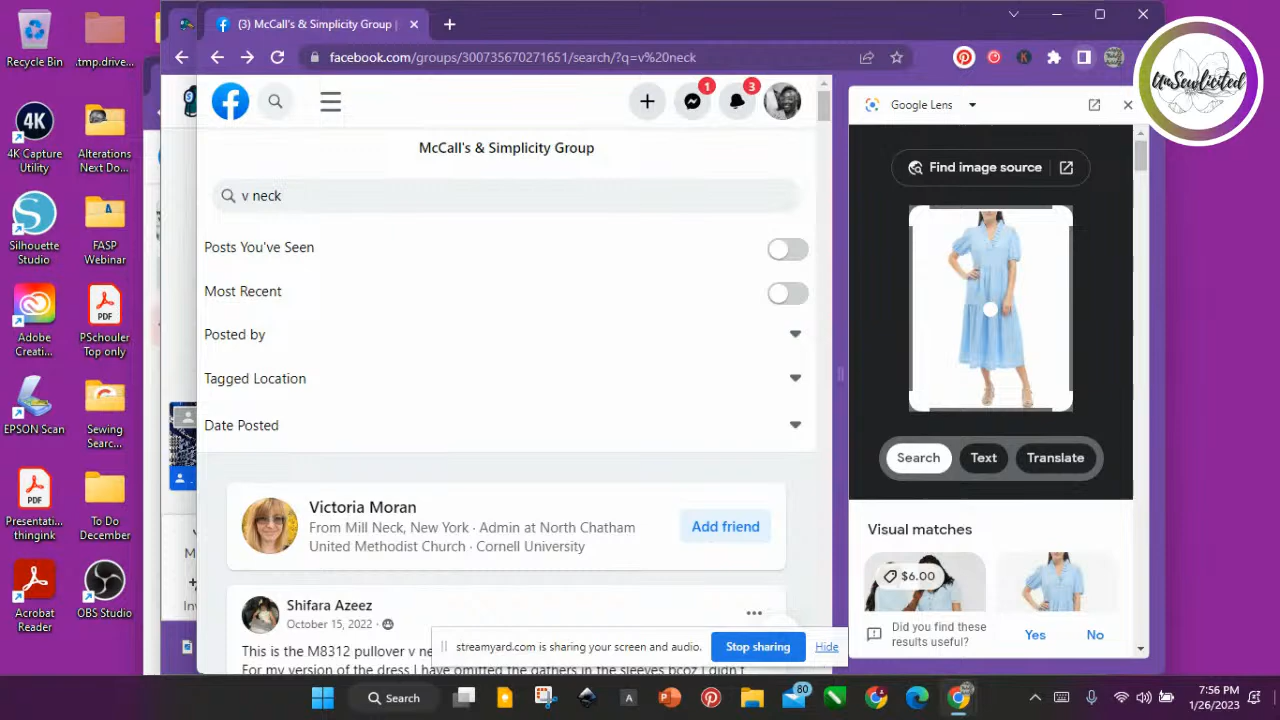 Recycle Bin
.tmp.drive...
4K Capture
Utility
Alterations
Next Do...
Silhouette
Studio
FASP
Webinar
Adobe
Creati...
PSchouler
Top only
EPSON Scan
Sewing
Searc...
Presentati...
thingink
To Do
December
Acrobat
Reader
OBS Studio
(3) McCall's & Simplicity Group |
facebook.com/groups/300735670271651/search/?q=v%20neck
UnSewlicited
1
3
McCall's & Simplicity Group
v neck
Posts You've Seen
Most Recent
Posted by
Tagged Location
Date Posted
Victoria Moran
From Mill Neck, New York · Admin at North Chatham
United Methodist Church · Cornell University
Add friend
Shifara Azeez
October 15, 2022 ·
This is the M8312 pullover v ne
For my version of the dress I have omitted the gathers in the sleeves bcoz I didn't
streamyard.com is sharing your screen and audio.
Stop sharing
Hide
Google Lens
Find image source
Search
Text
Translate
Visual matches
$6.00
Did you find these
results useful?
Yes
No
Search
80
7:56 PM
1/26/2023